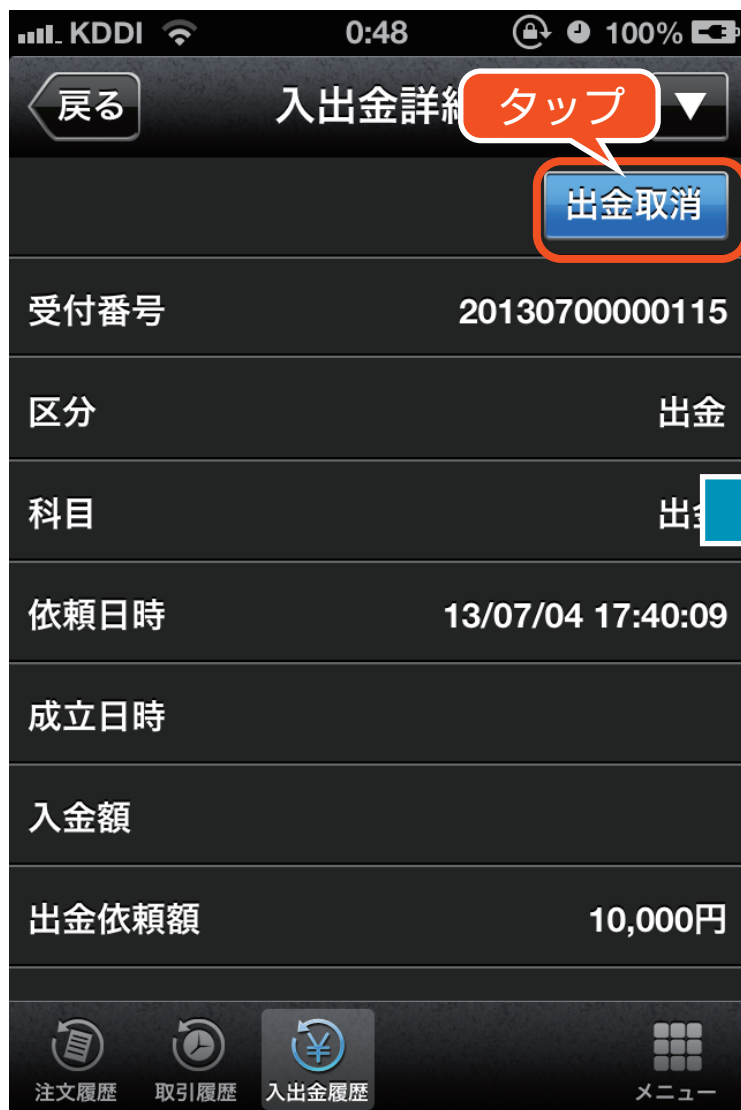 KDDI 0:48 100%
戻る 入出金詳細 タップ ▼
出金取消
受付番号 20130700000115
区分 出金
科目 出金
依頼日時 13/07/04 17:40:09
成立日時
入金額
出金依頼額 10,000円
注文履歴 取引履歴 入出金履歴 メニュー